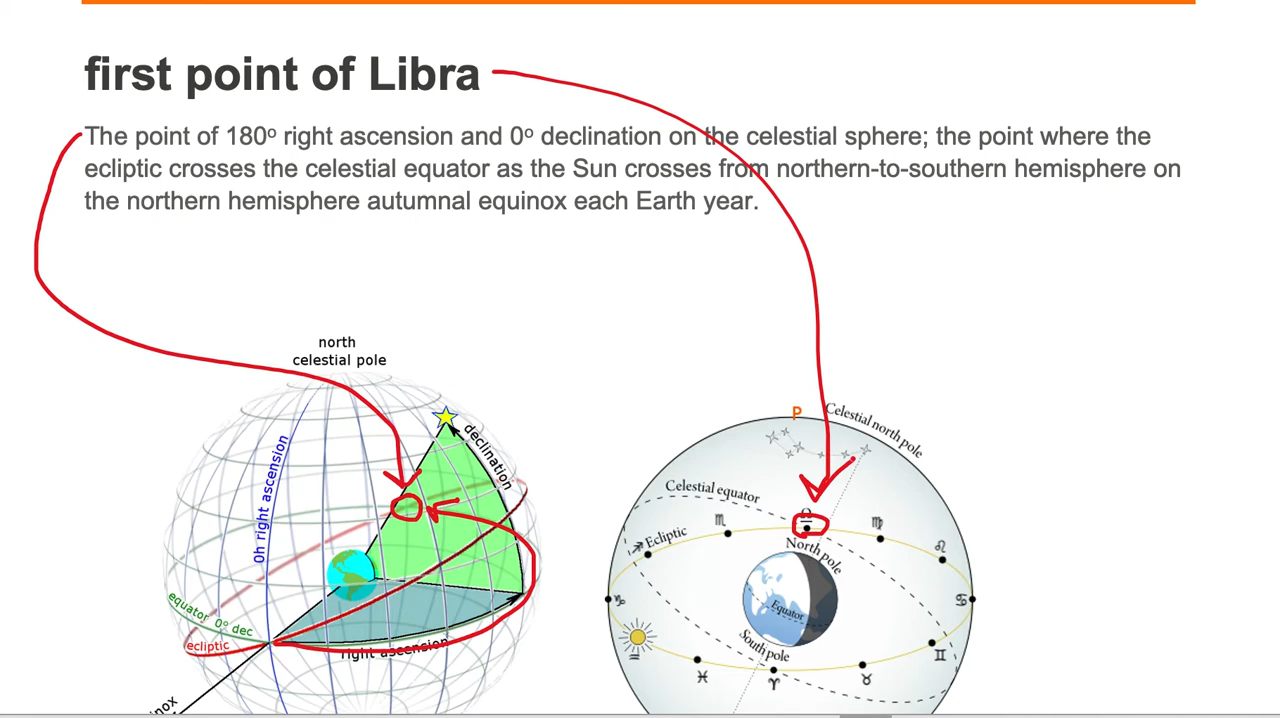 first point of Libra
The point of 180º right ascension and 0º declination on the celestial sphere; the point where the
ecliptic crosses the celestial equator as the Sun crosses from northern-to-southern hemisphere on
the northern hemisphere autumnal equinox each Earth year.
north
celestial pole
declination
0h right ascension
equator 0º dec
ecliptic
right ascension
P
Celestial north pole
Celestial equator
♎
♏
♍
♐
Ecliptic
♌
North pole
♑
Equator
♋
South pole
♒
♊
♓
♈
♉